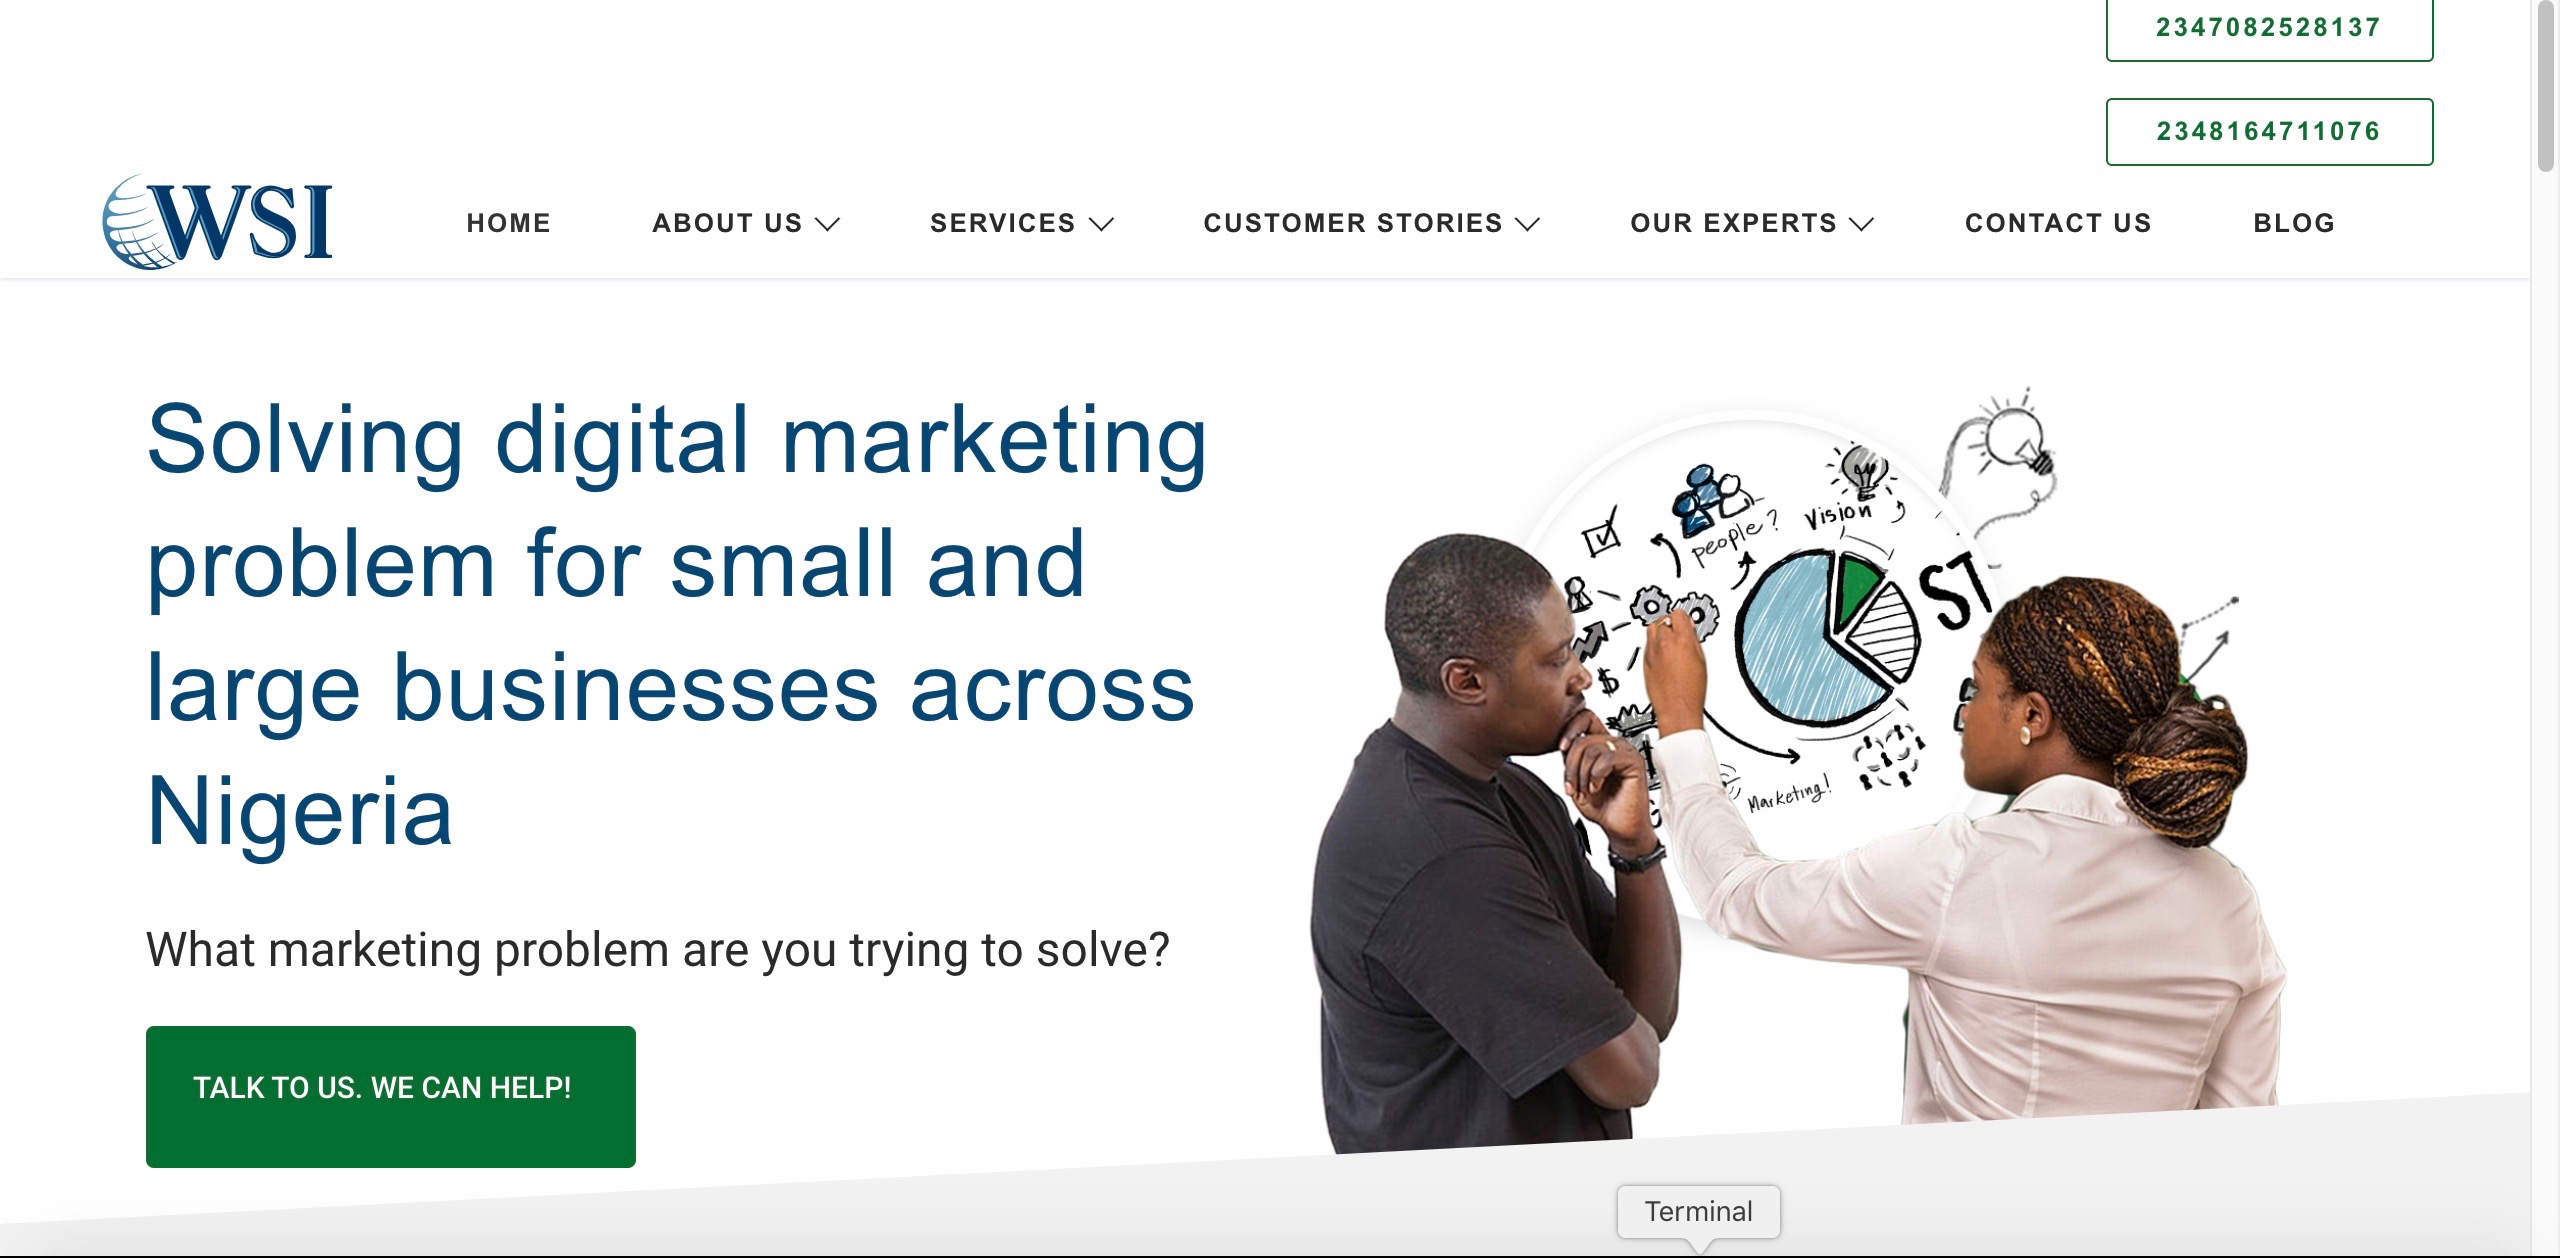 2347082528137
2348164711076
WSI
HOME
ABOUT US
SERVICES
CUSTOMER STORIES
OUR EXPERTS
CONTACT US
BLOG
Solving digital marketing
problem for small and
large businesses across
Nigeria
What marketing problem are you trying to solve?
TALK TO US. WE CAN HELP!
people?
Vision
ST
$
Marketing!
Terminal